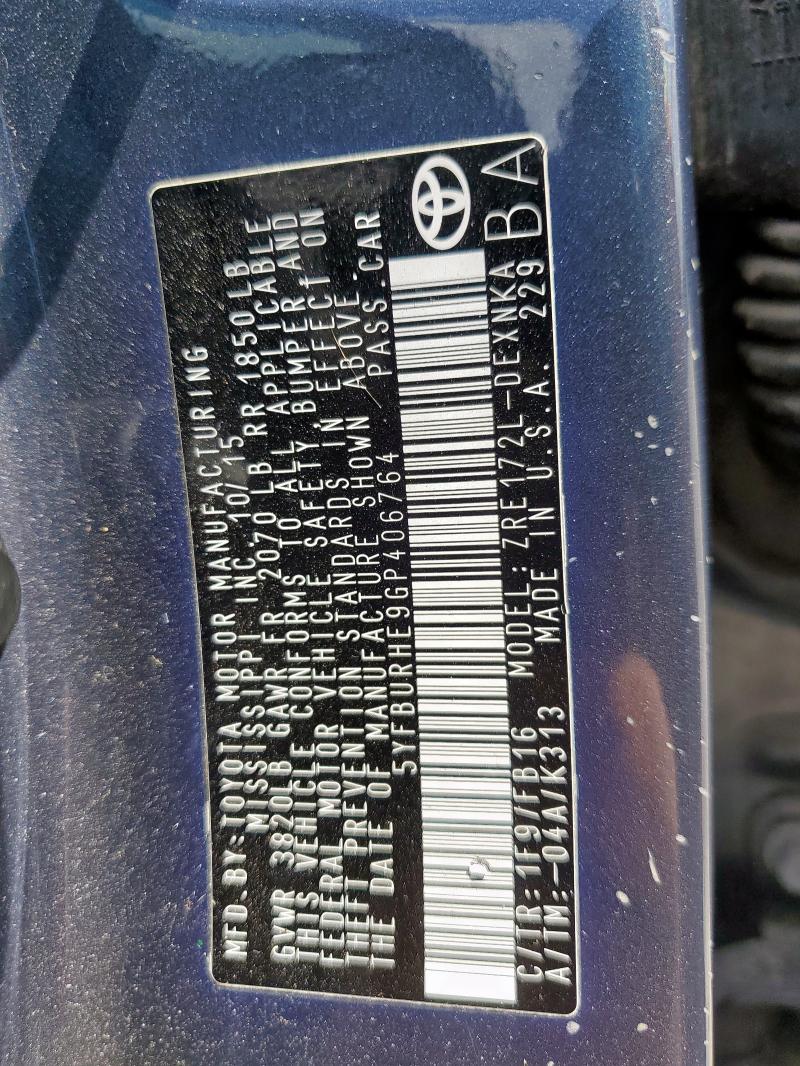 MFD.BY:TOYOTA MOTOR MANUFACTURING
MISSISSIPPI INC. 10/15
GVWR 3820LB GAWR FR 2070 LB RR 1850LB
THIS VEHICLE CONFORMS TO ALL APPLICABLE
FEDERAL MOTOR VEHICLE SAFETY, BUMPER AND
THEFT PREVENTION STANDARDS IN EFFECT ON
THE DATE OF MANUFACTURE SHOWN ABOVE.
5YFBURHE9GP406764 PASS.CAR
C/TR:1F9/FB16 MODEL:ZRE172L-DEXNKA
A/TM:-04A/K313 MADE IN U.S.A. 229 BA